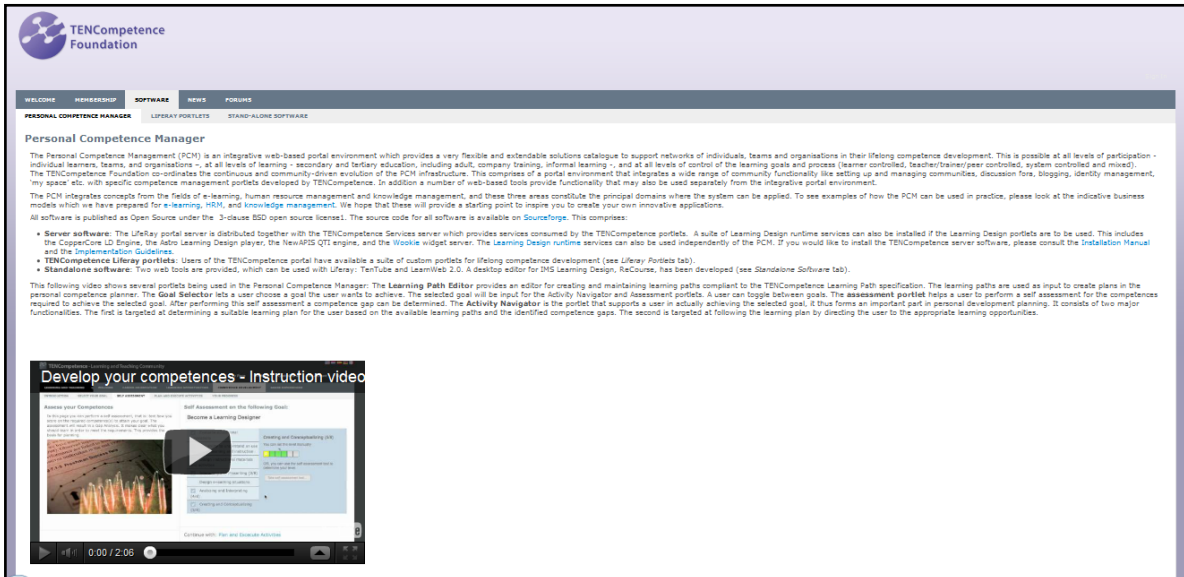 TENCompetence
Foundation
WELCOME MEMBERSHIP SOFTWARE NEWS FORUMS
PERSONAL COMPETENCE MANAGER LIFERAY PORTLETS STAND-ALONE SOFTWARE
Personal Competence Manager
The Personal Competence Management (PCM) is an integrative web-based portal environment which provides a very flexible and extendable solutions catalogue to support networks of individuals, teams and organisations in their lifelong competence development. This is possible at all levels of participation -
individual learners, teams, and organisations –, at all levels of learning - secondary and tertiary education, including adult, company training, informal learning -, and at all levels of control of the learning goals and process (learner controlled, teacher/trainer/peer controlled, system controlled and mixed).
The TENCompetence Foundation co-ordinates the continuous and community-driven evolution of the PCM infrastructure. This comprises of a portal environment that integrates a wide range of community functionality like setting up and managing communities, discussion fora, blogging, identity management,
'my space' etc. with specific competence management portlets developed by TENCompetence. In addition a number of web-based tools provide functionality that may also be used separately from the integrative portal environment.
The PCM integrates concepts from the fields of e-learning, human resource management and knowledge management, and these three areas constitute the principal domains where the system can be applied. To see examples of how the PCM can be used in practice, please look at the indicative business
models which we have prepared for e-learning, HRM, and knowledge management. We hope that these will provide a starting point to inspire you to create your own innovative applications.
All software is published as Open Source under the 3-clause BSD open source license1. The source code for all software is available on Sourceforge. This comprises:
• Server software: The LifeRay portal server is distributed together with the TENCompetence Services server which provides services consumed by the TENCompetence portlets. A suite of Learning Design runtime services can also be installed if the Learning Design portlets are to be used. This includes
the CopperCore LD Engine, the Astro Learning Design player, the NewAPIS QTI engine, and the Wookie widget server. The Learning Design runtime services can also be used independently of the PCM. If you would like to install the TENCompetence server software, please consult the Installation Manual
and the Implementation Guidelines.
• TENCompetence Liferay portlets: Users of the TENCompetence portal have available a suite of custom portlets for lifelong competence development (see Liferay Portlets tab).
• Standalone software: Two web tools are provided, which can be used with Liferay: TenTube and LearnWeb 2.0. A desktop editor for IMS Learning Design, ReCourse, has been developed (see Standalone Software tab).
This following video shows several portlets being used in the Personal Competence Manager: The Learning Path Editor provides an editor for creating and maintaining learning paths compliant to the TENCompetence Learning Path specification. The learning paths are used as input to create plans in the
personal competence planner. The Goal Selector lets a user choose a goal the user wants to achieve. The selected goal will be input for the Activity Navigator and Assessment portlets. A user can toggle between goals. The assessment portlet helps a user to perform a self assessment for the competences
required to achieve the selected goal. After performing this self assessment a competence gap can be determined. The Activity Navigator is the portlet that supports a user in actually achieving the selected goal, it thus forms an important part in personal development planning. It consists of two major
functionalities. The first is targeted at determining a suitable learning plan for the user based on the available learning paths and the identified competence gaps. The second is targeted at following the learning plan by directing the user to the appropriate learning opportunities.
TENCompetence - Learning and Teaching Community
Develop your competences - Instruction video
Assess your Competences
Self Assessment on the following Goal:
Become a Learning Designer
Continue with: Plan and Execute Activities
0:00 / 2:06